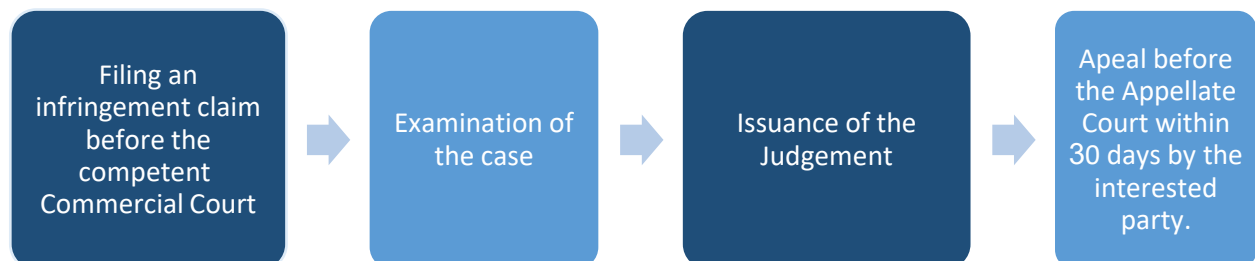 Filing an
infringement claim
before the
competent
Commercial Court
Examination of
the case
Issuance of the
Judgement
Apeal before
the Appellate
Court within
30 days by the
interested
party.